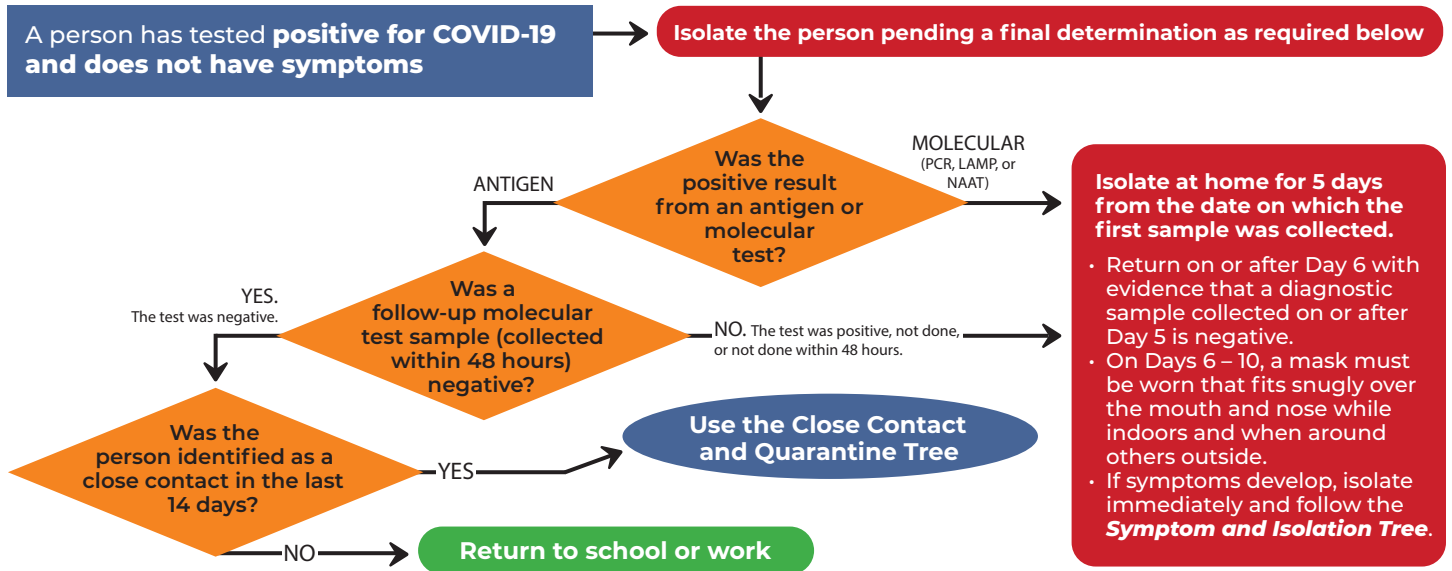 A person has tested positive for COVID-19
and does not have symptoms
Isolate the person pending a final determination as required below
Was the
positive result
from an antigen or
molecular
test?
MOLECULAR
(PCR, LAMP, or
NAAT)
ANTIGEN
Isolate at home for 5 days
from the date on which the
first sample was collected.
• Return on or after Day 6 with
evidence that a diagnostic
sample collected on or after
Day 5 is negative.
• On Days 6 – 10, a mask must
be worn that fits snugly over
the mouth and nose while
indoors and when around
others outside.
• If symptoms develop, isolate
immediately and follow the
Symptom and Isolation Tree.
Was a
follow-up molecular
test sample (collected
within 48 hours)
negative?
YES.
The test was negative.
NO. The test was positive, not done,
or not done within 48 hours.
Was the
person identified as a
close contact in the last
14 days?
YES
Use the Close Contact
and Quarantine Tree
NO
Return to school or work